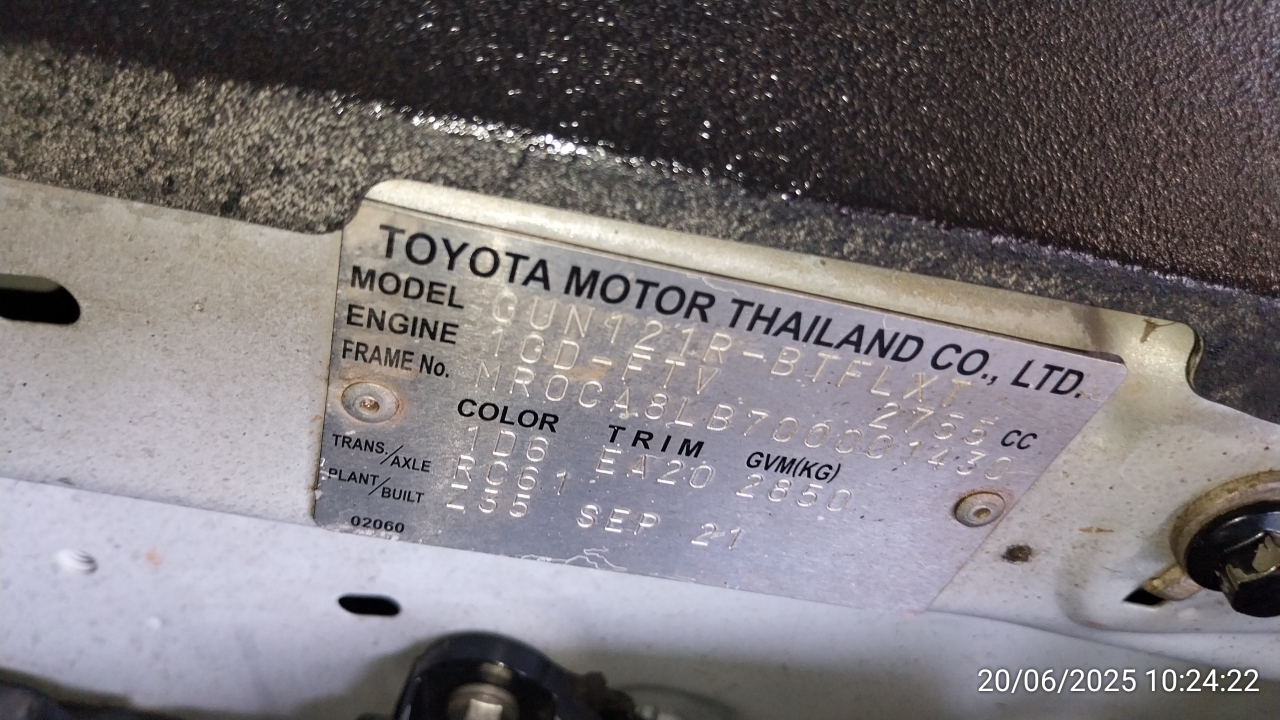 TOYOTA MOTOR THAILAND CO., LTD.
MODEL GUN121R-BTFLXT
ENGINE 1GD-FTV 2755 CC
FRAME No. MR0CA8LB700001430
COLOR TRIM GVM(KG)
1D6 EA20 2850
TRANS./AXLE RC61
PLANT/BUILT Z55 SEP 21
02060
20/06/2025 10:24:22